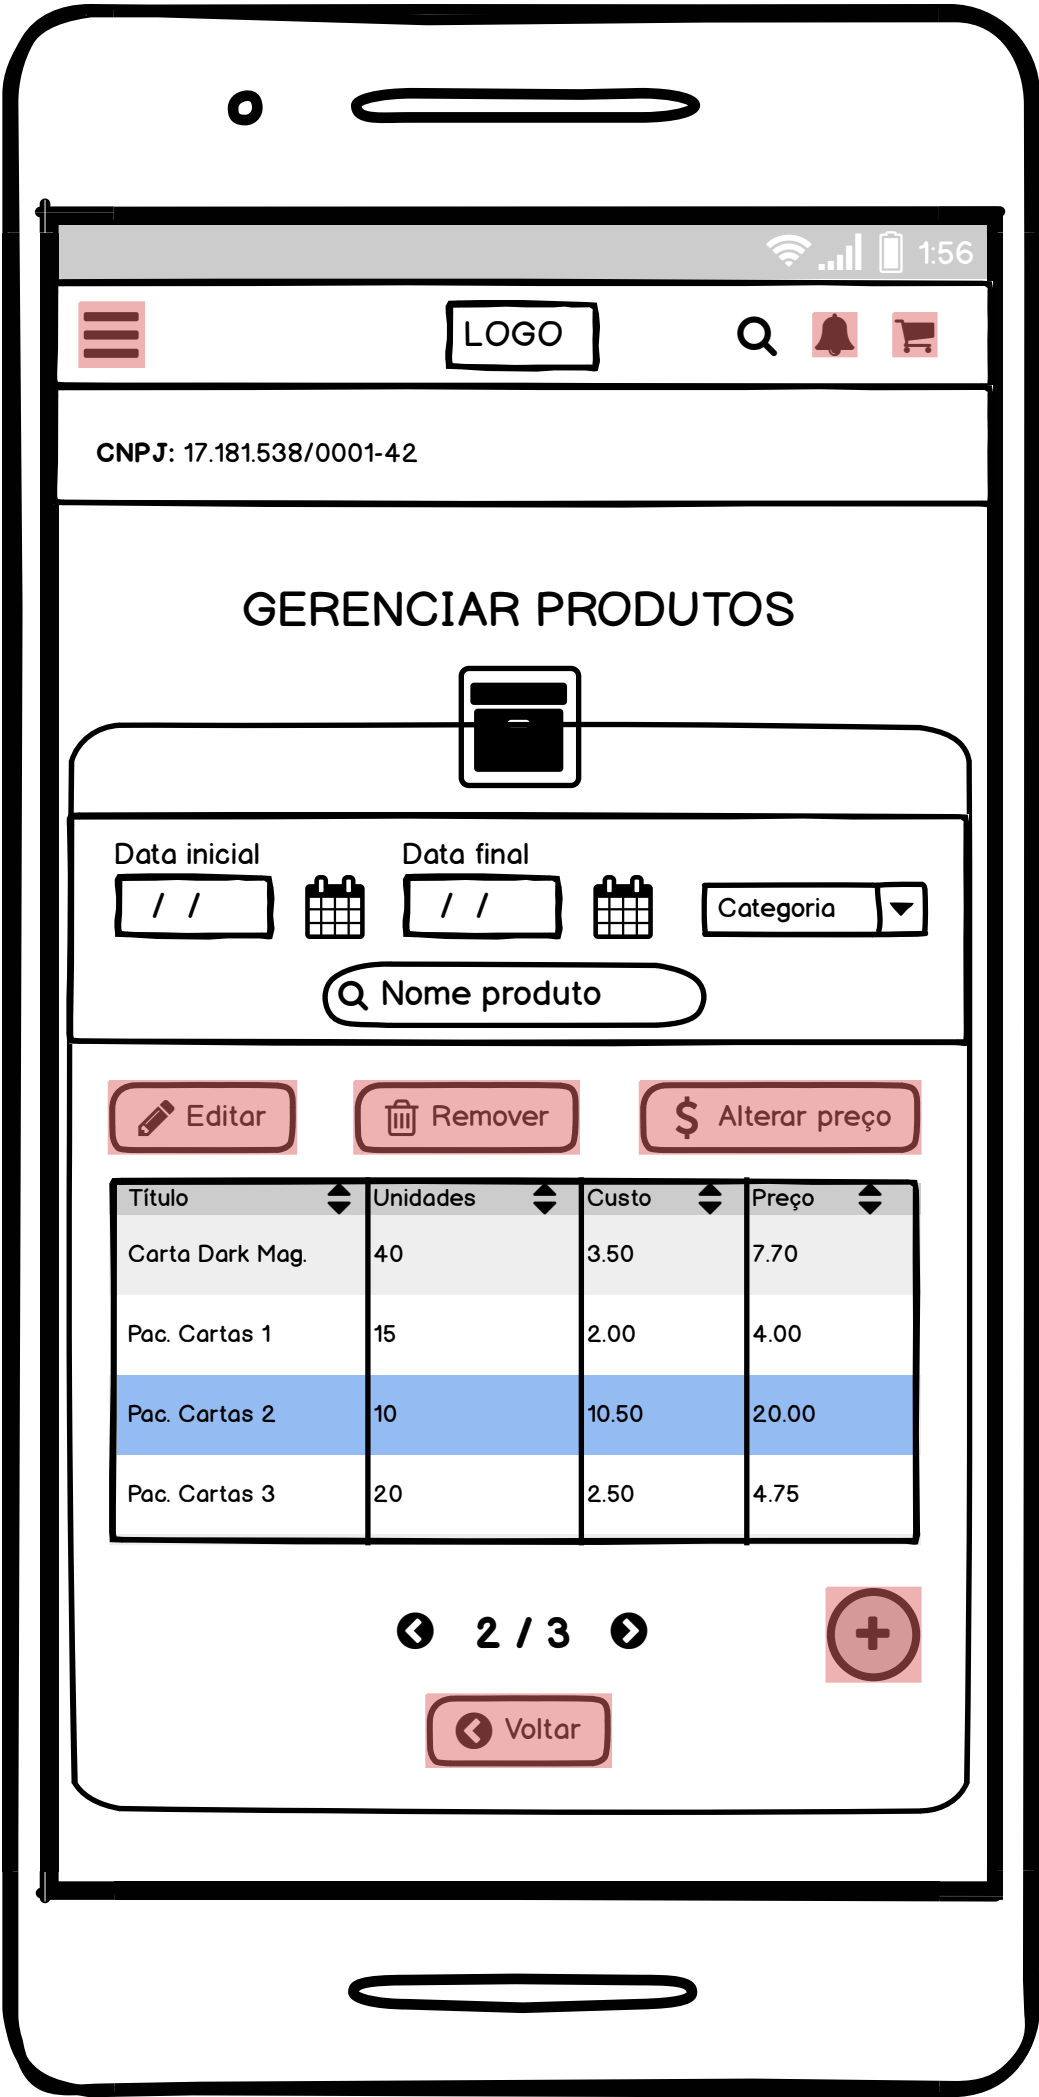 1:56
LOGO
CNPJ: 17.181.538/0001-42
GERENCIAR PRODUTOS
Data inicial Data final
/ / / / Categoria
Nome produto
Editar Remover $ Alterar preço
Título Unidades Custo Preço
Carta Dark Mag. 40 3.50 7.70
Pac. Cartas 1 15 2.00 4.00
Pac. Cartas 2 10 10.50 20.00
Pac. Cartas 3 20 2.50 4.75
2 / 3
Voltar